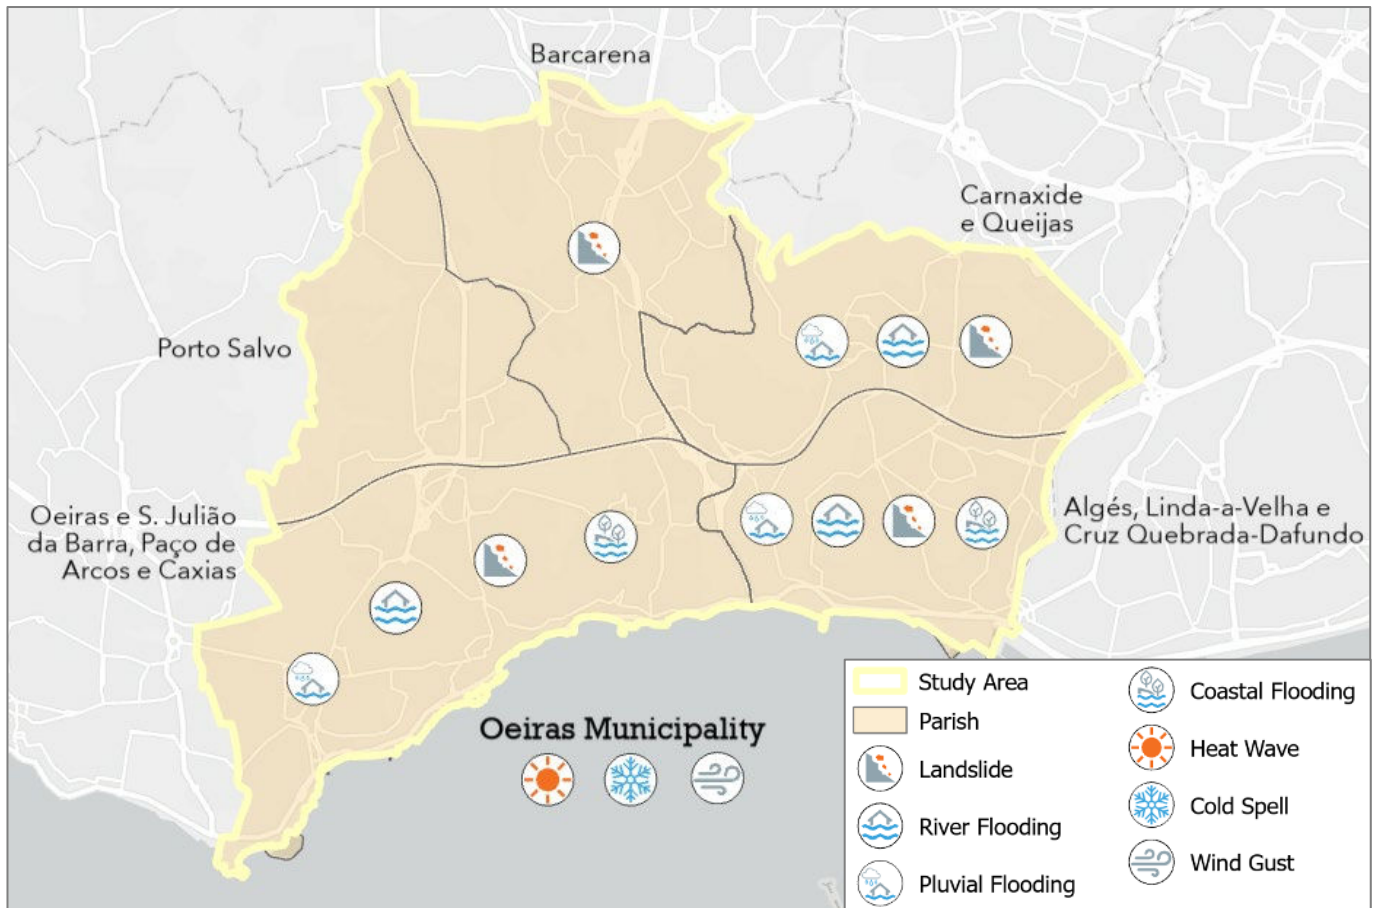 Barcarena
Carnaxide
e Queijas
Porto Salvo
Oeiras e S. Julião
da Barra, Paço de
Arcos e Caxias
Algés, Linda-a-Velha e
Cruz Quebrada-Dafundo
Oeiras Municipality
Study Area
Parish
Landslide
River Flooding
Pluvial Flooding
Coastal Flooding
Heat Wave
Cold Spell
Wind Gust